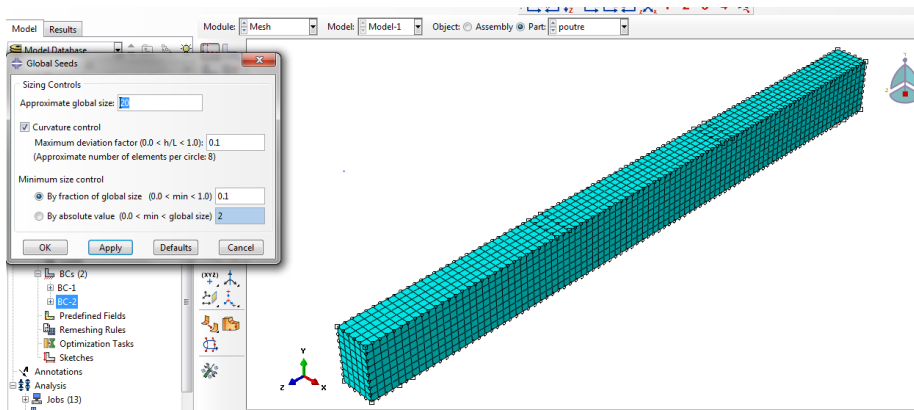 Module: Mesh Model: Model-1 Object: Assembly Part: poutre
Model Results
Model Database
Global Seeds
Sizing Controls
Approximate global size: 20
Curvature control
Maximum deviation factor (0.0 < h/L < 1.0): 0.1
(Approximate number of elements per circle: 8)
Minimum size control
By fraction of global size (0.0 < min < 1.0) 0.1
By absolute value (0.0 < min < global size) 2
OK Apply Defaults Cancel
BCs (2)
BC-1
BC-2
Predefined Fields
Remeshing Rules
Optimization Tasks
Sketches
Annotations
Analysis
Jobs (13)
(XYZ)
Y
Z X